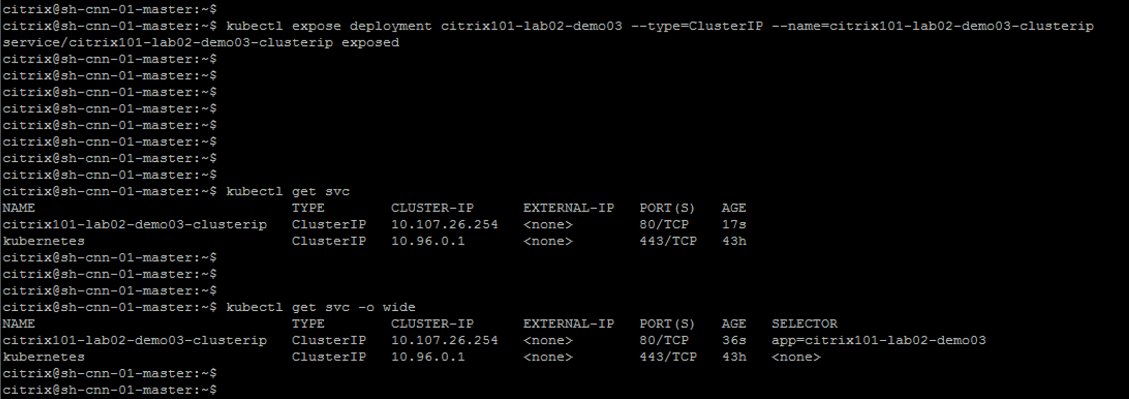 citrix@sh-cnn-01-master:~$
citrix@sh-cnn-01-master:~$ kubectl expose deployment citrix101-lab02-demo03 --type=ClusterIP --name=citrix101-lab02-demo03-clusterip
service/citrix101-lab02-demo03-clusterip exposed
citrix@sh-cnn-01-master:~$
citrix@sh-cnn-01-master:~$
citrix@sh-cnn-01-master:~$
citrix@sh-cnn-01-master:~$
citrix@sh-cnn-01-master:~$
citrix@sh-cnn-01-master:~$
citrix@sh-cnn-01-master:~$
citrix@sh-cnn-01-master:~$
citrix@sh-cnn-01-master:~$ kubectl get svc
NAME TYPE CLUSTER-IP EXTERNAL-IP PORT(S) AGE
citrix101-lab02-demo03-clusterip ClusterIP 10.107.26.254 <none> 80/TCP 17s
kubernetes ClusterIP 10.96.0.1 <none> 443/TCP 43h
citrix@sh-cnn-01-master:~$
citrix@sh-cnn-01-master:~$
citrix@sh-cnn-01-master:~$
citrix@sh-cnn-01-master:~$ kubectl get svc -o wide
NAME TYPE CLUSTER-IP EXTERNAL-IP PORT(S) AGE SELECTOR
citrix101-lab02-demo03-clusterip ClusterIP 10.107.26.254 <none> 80/TCP 36s app=citrix101-lab02-demo03
kubernetes ClusterIP 10.96.0.1 <none> 443/TCP 43h <none>
citrix@sh-cnn-01-master:~$
citrix@sh-cnn-01-master:~$